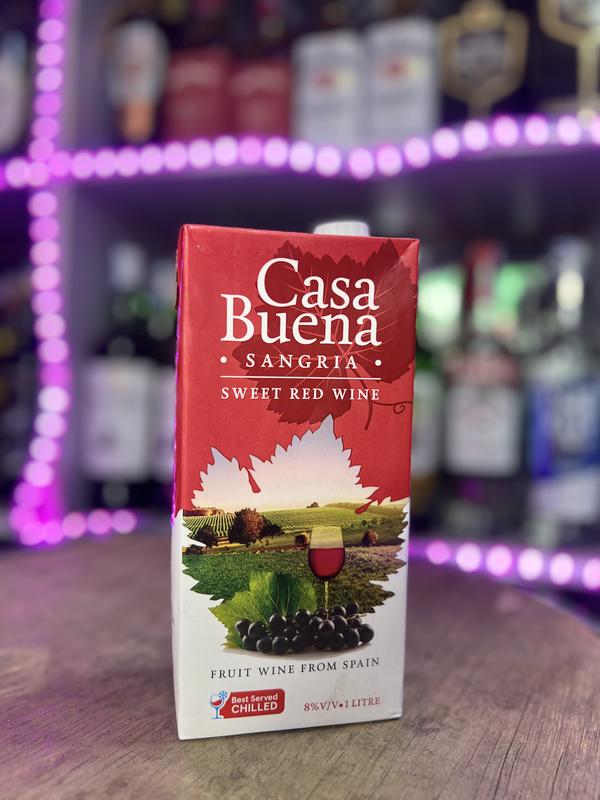 Casa
Buena
• SANGRIA •
SWEET RED WINE
FRUIT WINE FROM SPAIN
Best Served
CHILLED
8%V/V•1 LITRE